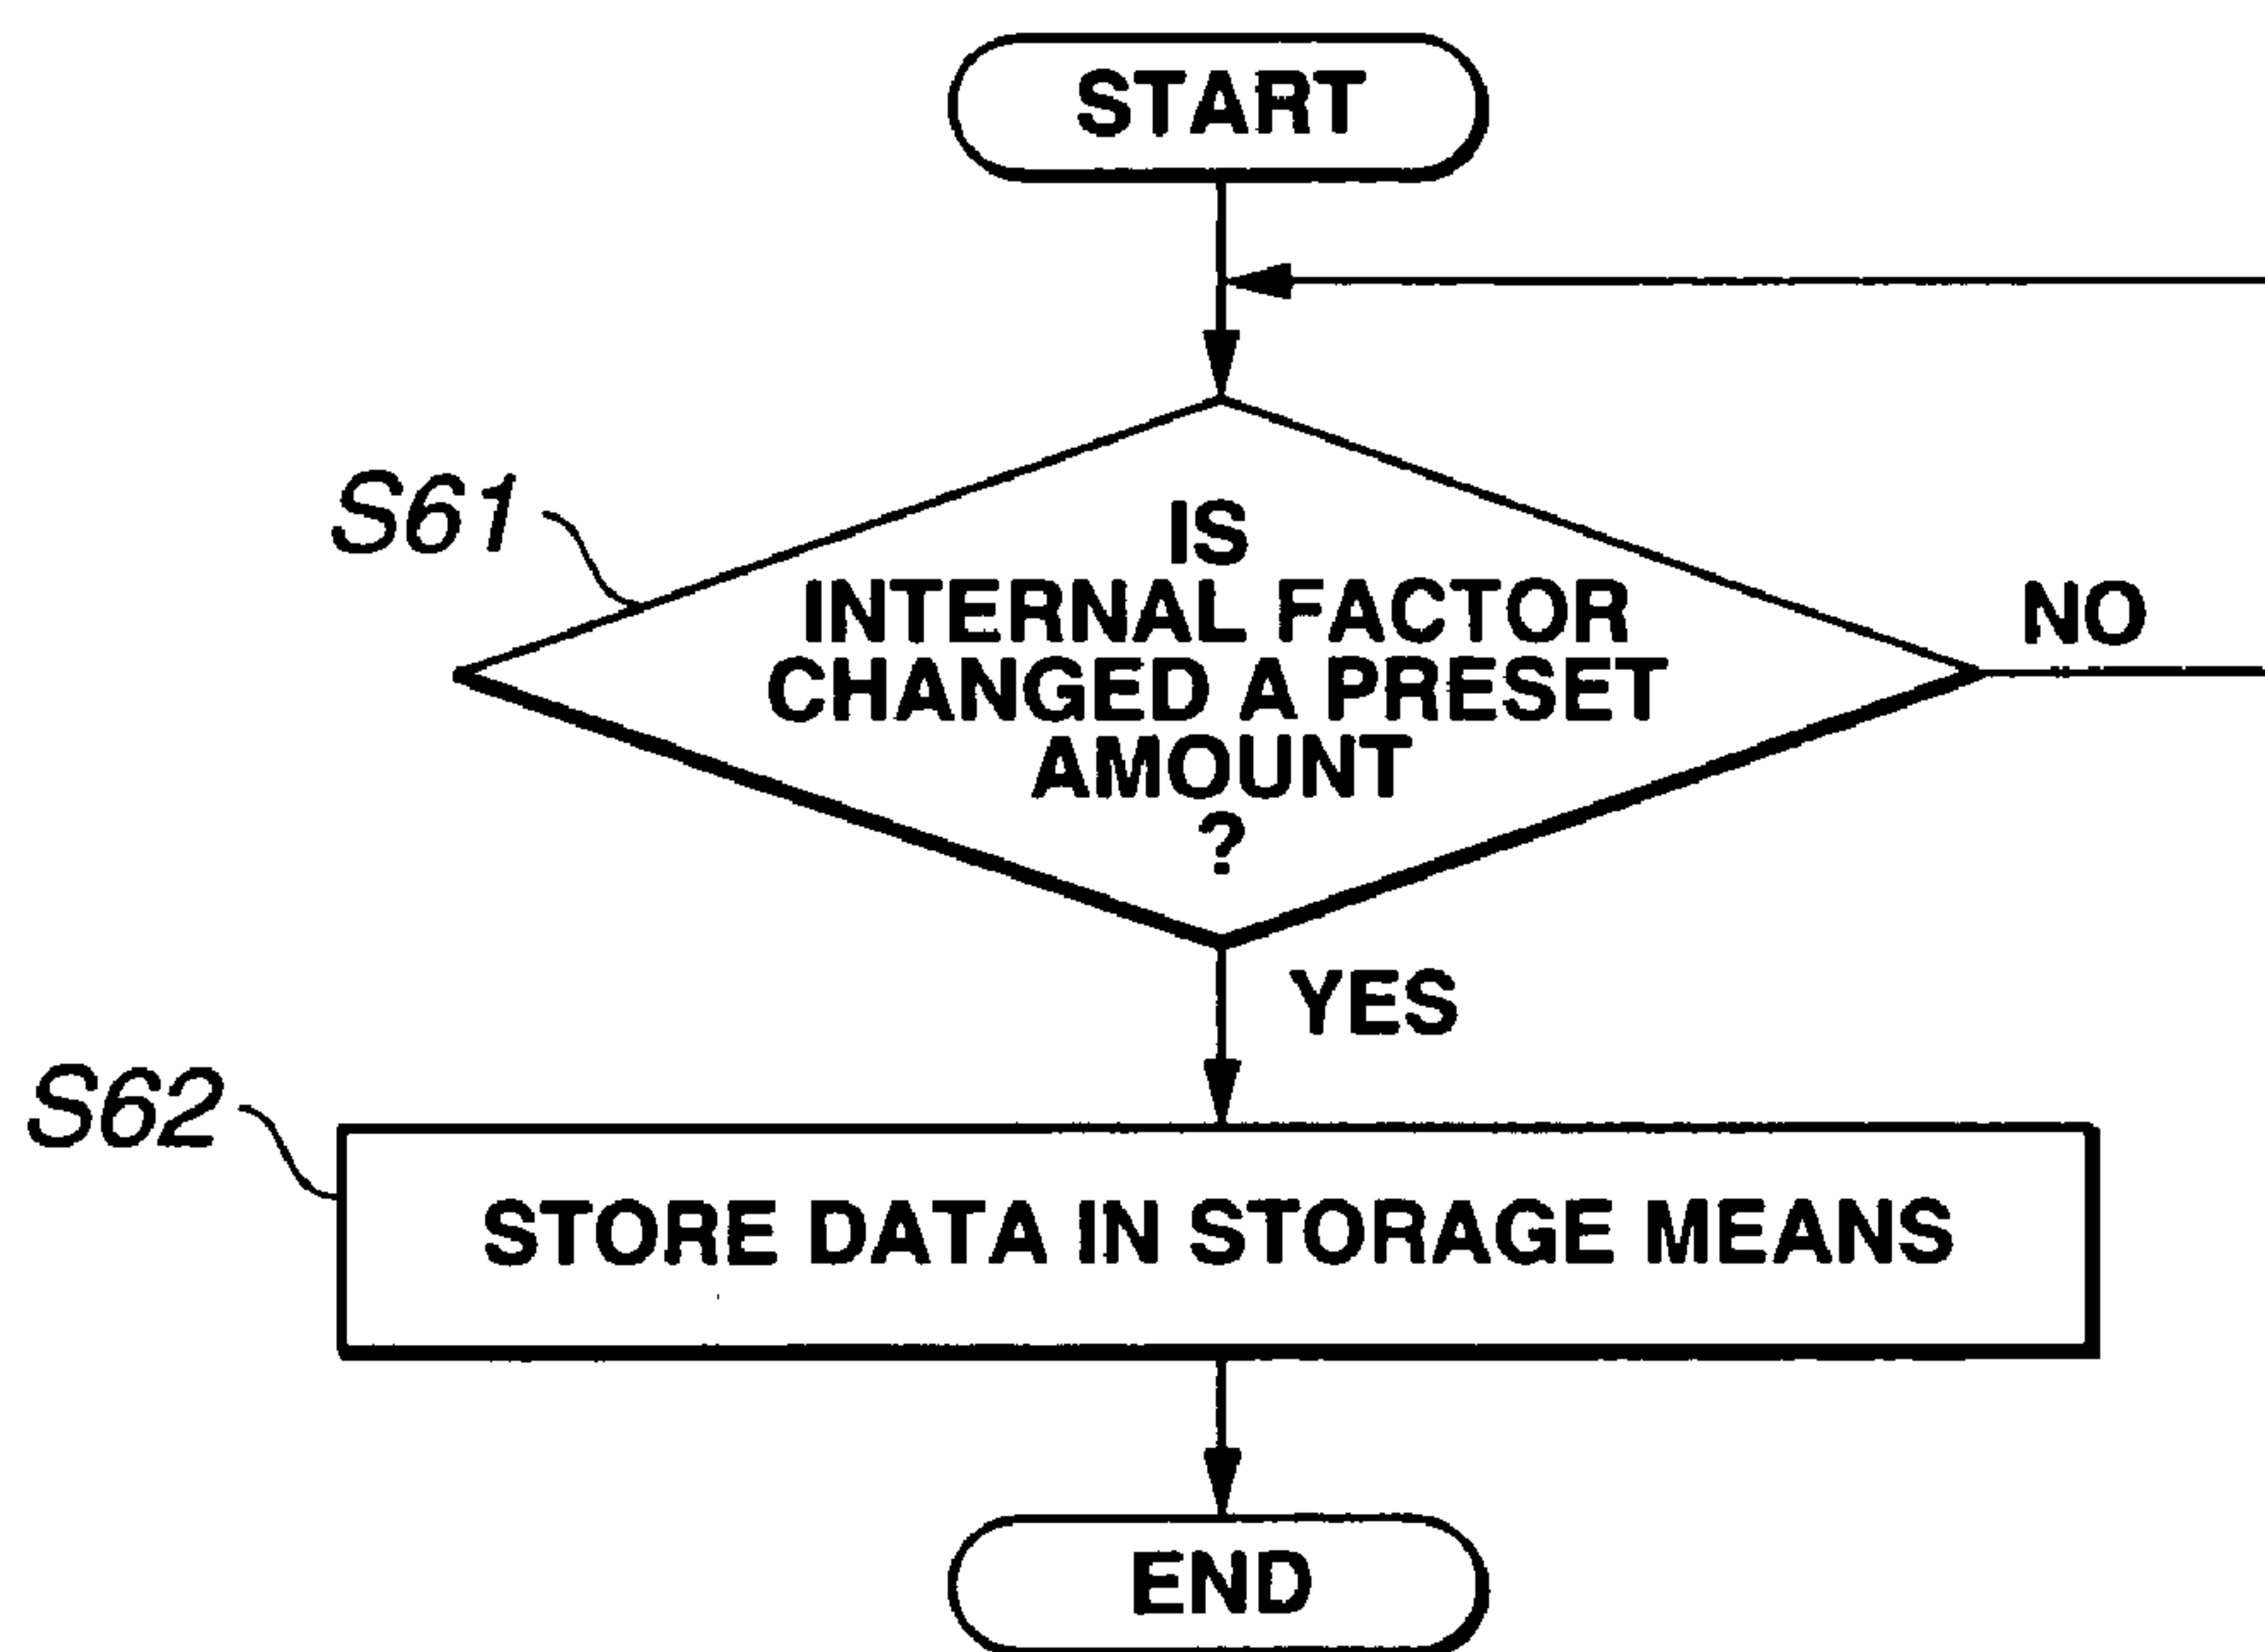 START
S61
IS
INTERNAL FACTOR
CHANGED A PRESET
AMOUNT
?
NO
YES
S62
STORE DATA IN STORAGE MEANS
END